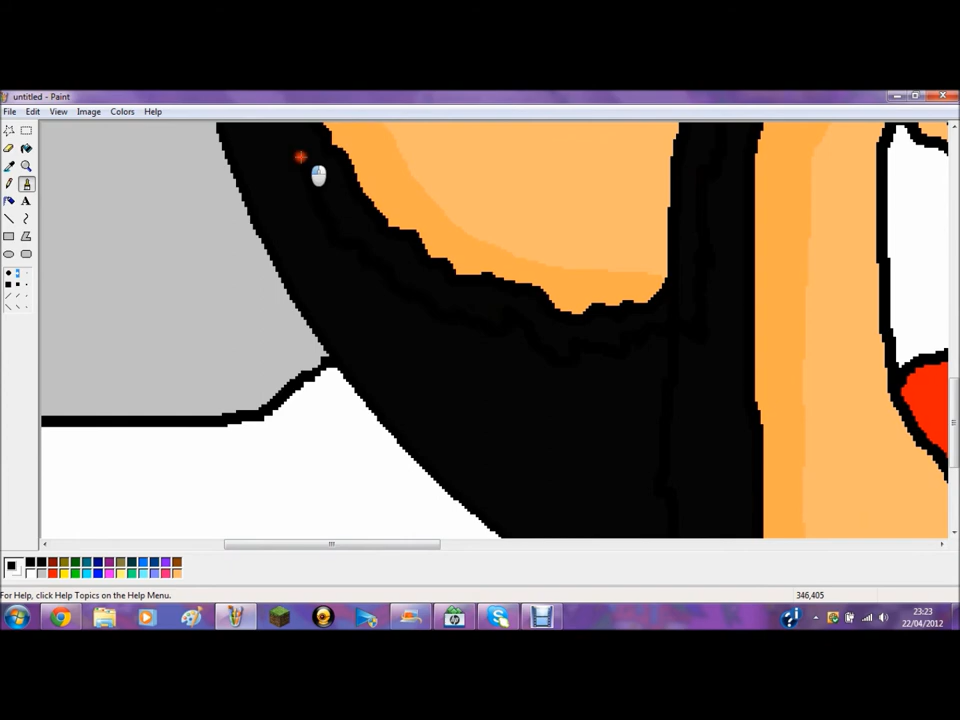 untitled - Paint
File Edit View Image Colors Help
A
For Help, click Help Topics on the Help Menu.
346,405
hp
23:23
22/04/2012